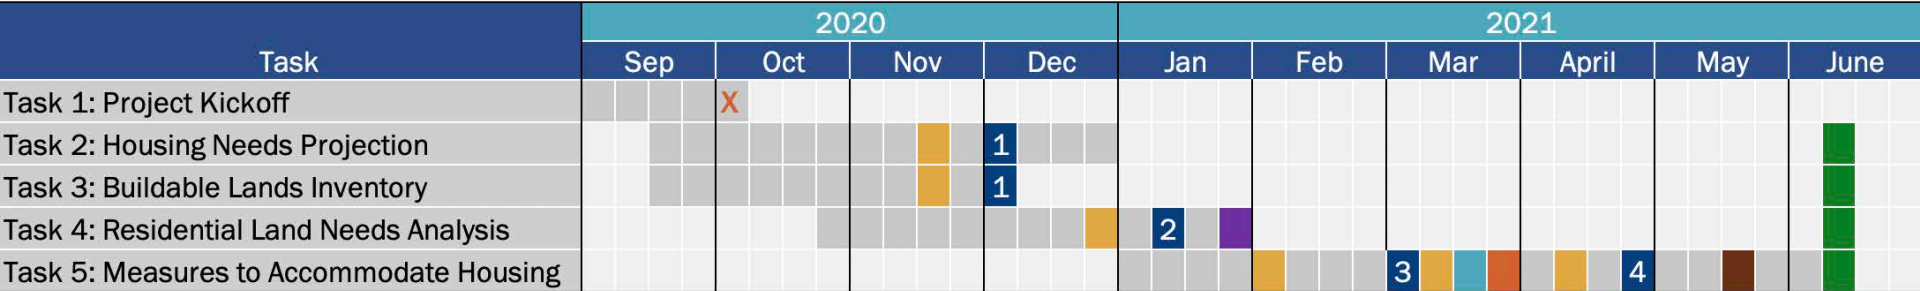 2020 2021
Task Sep Oct Nov Dec Jan Feb Mar April May June
Task 1: Project Kickoff X
Task 2: Housing Needs Projection 1
Task 3: Buildable Lands Inventory 1
Task 4: Residential Land Needs Analysis 2
Task 5: Measures to Accommodate Housing 3 4